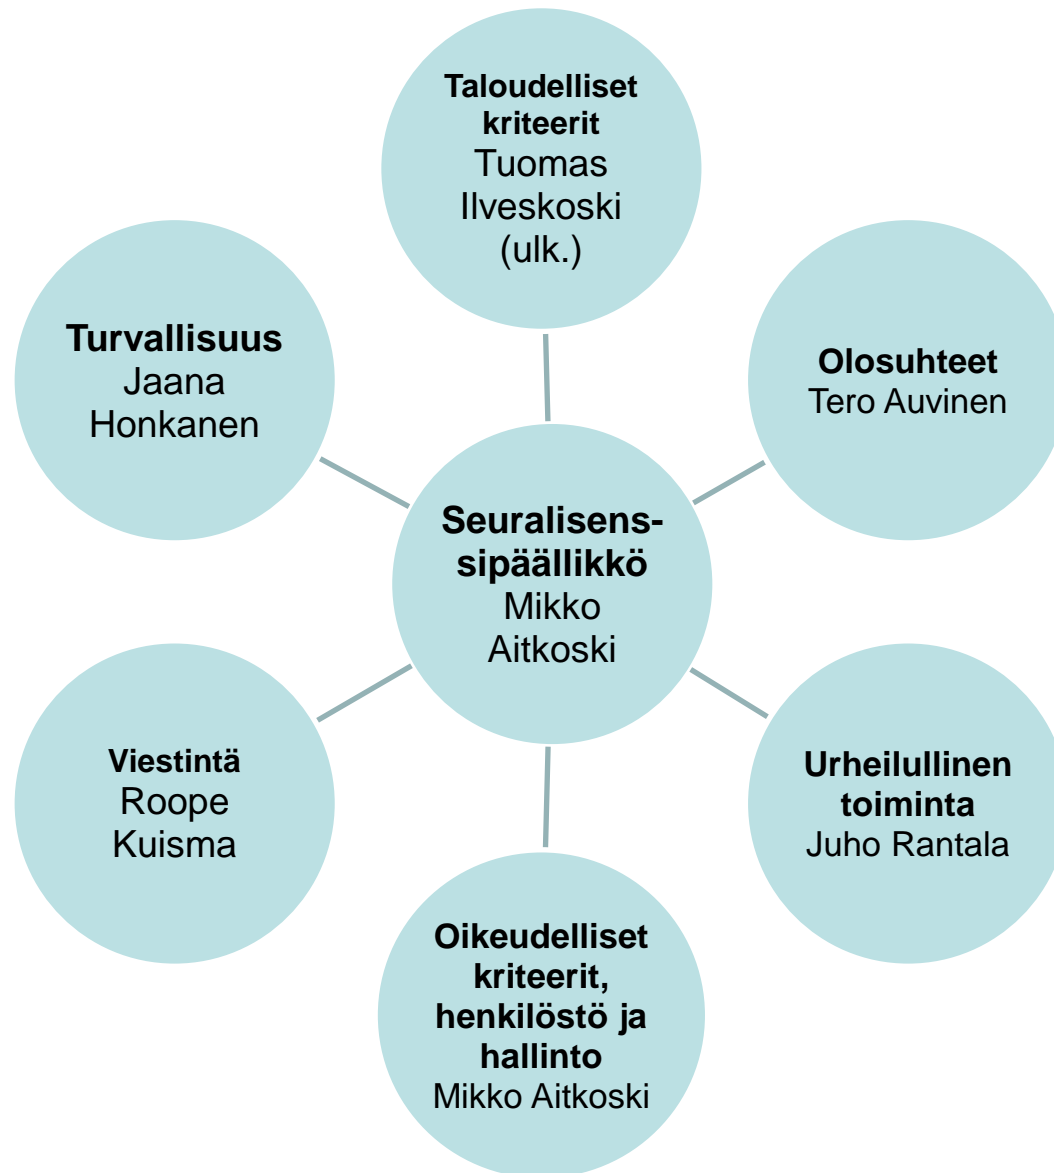 Taloudelliset
kriteerit
Tuomas
Ilveskoski
(ulk.)
Turvallisuus
Jaana
Honkanen
Olosuhteet
Tero Auvinen
Seuralisens-
sipäällikkö
Mikko
Aitkoski
Viestintä
Roope
Kuisma
Urheilullinen
toiminta
Juho Rantala
Oikeudelliset
kriteerit,
henkilöstö ja
hallinto
Mikko Aitkoski